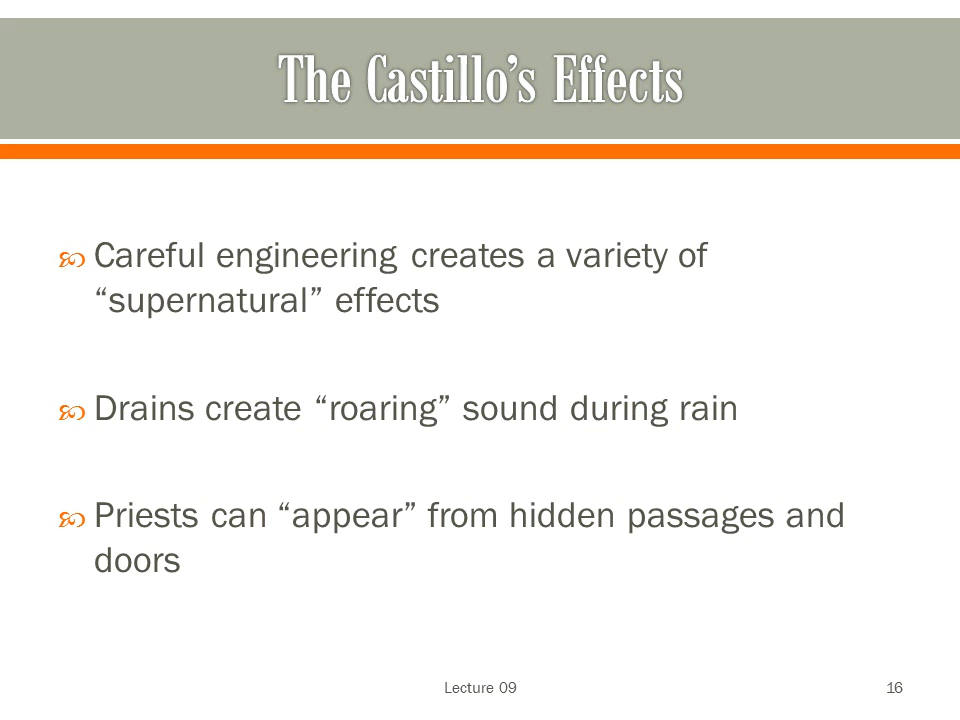 The Castillo’s Effects
Careful engineering creates a variety of
“supernatural” effects
Drains create “roaring” sound during rain
Priests can “appear” from hidden passages and
doors
Lecture 09
16